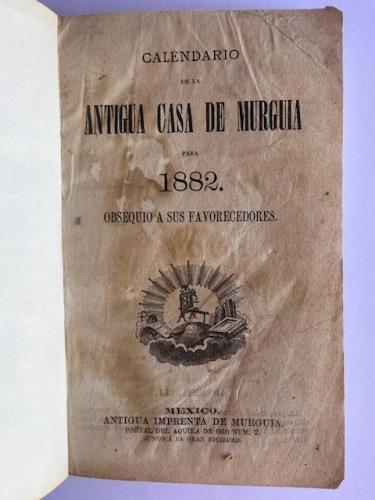 CALENDARIO
DE LA
ANTIGUA CASA DE MURGUIA
PARA
1882.
OBSEQUIO A SUS FAVORECEDORES.
MEXICO.
ANTIGUA IMPRENTA DE MURGUIA,
PORTAL DEL AGUILA DE ORO NUM. 2,
JUNTO Á LA GRAN SOCIEDAD.